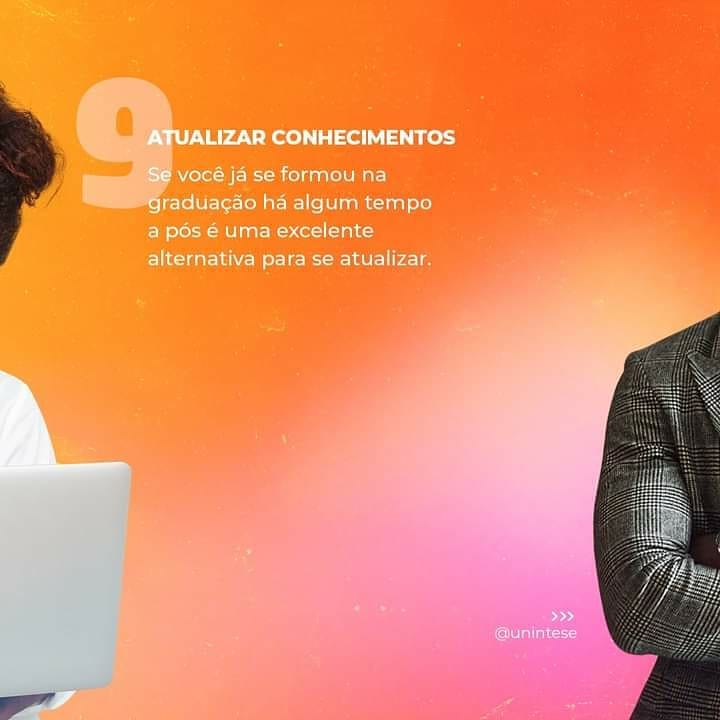 9
ATUALIZAR CONHECIMENTOS
Se você já se formou na
graduação há algum tempo
a pós é uma excelente
alternativa para se atualizar.
>>>
@unintese